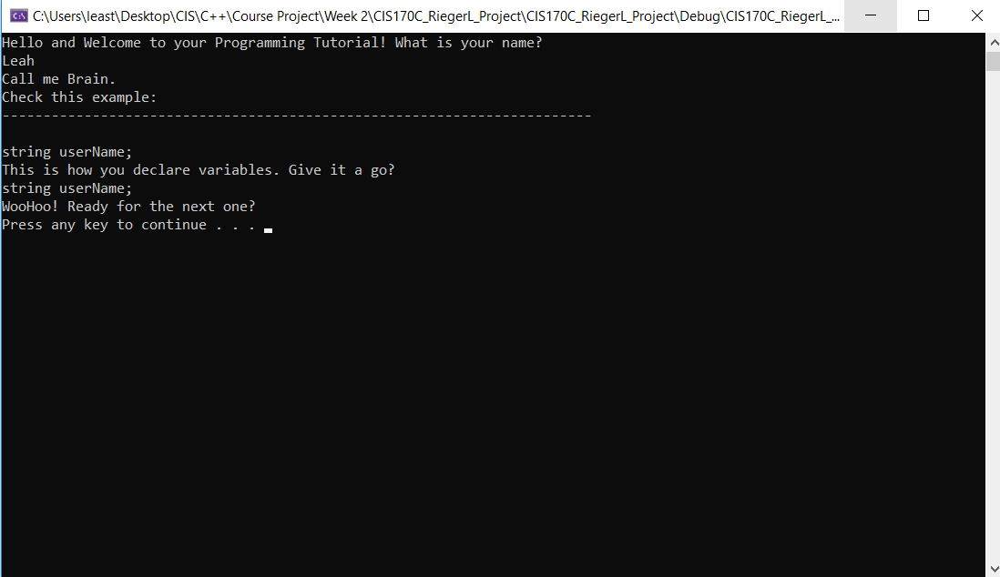 C:\Users\least\Desktop\CIS\C++\Course Project\Week 2\CIS170C_RiegerL_Project\CIS170C_RiegerL_Project\Debug\CIS170C_RiegerL_...
Hello and Welcome to your Programming Tutorial! What is your name?
Leah
Call me Brain.
Check this example:
------------------------------------------------------------------------
string userName;
This is how you declare variables. Give it a go?
string userName;
WooHoo! Ready for the next one?
Press any key to continue . . .